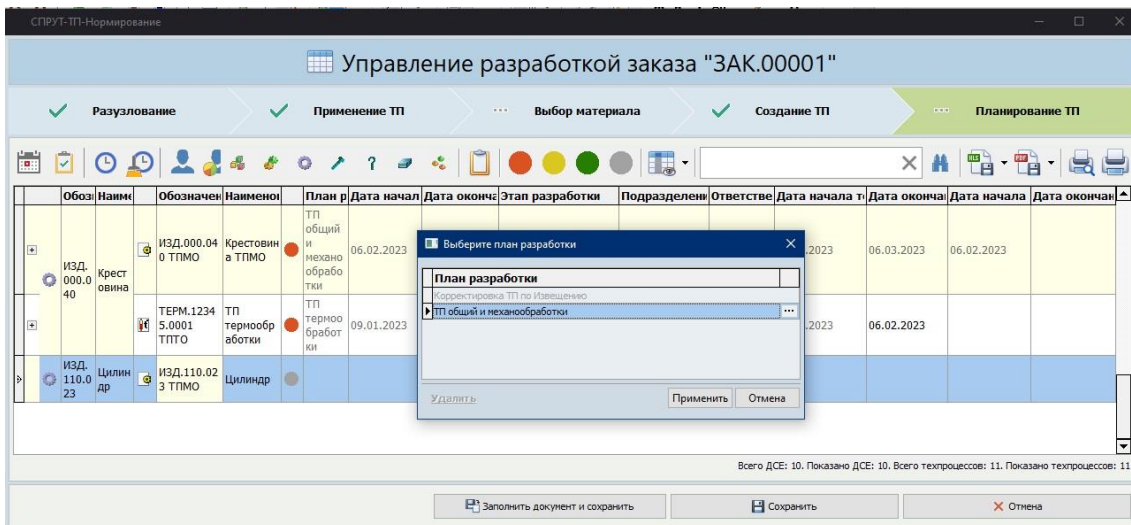 СПРУТ-ТП-Нормирование
Управление разработкой заказа "ЗАК.00001"
Разузлование Применение ТП Выбор материала Создание ТП Планирование ТП
Обоз Наиме Обозначен Наименог План р Дата начал Дата оконча Этап разработки Подразделени Ответстве Дата начала т Дата оконча Дата начала Дата окончан
ИЗД.
000.0
40
Крест
овина
ИЗД.000.04
0 ТПМО
Крестовин
а ТПМО
ТП
общий
и
механо
обрабо
тки
06.02.2023
.2023
06.03.2023
06.02.2023
ТЕРМ.1234
5.0001
ТПТО
ТП
термообр
аботки
ТП
термоо
бработ
ки
09.01.2023
.2023
06.02.2023
ИЗД.
110.0
23
Цилин
др
ИЗД.110.02
3 ТПМО
Цилиндр
Выберите план разработки
План разработки
Корректировка ТП по Извещению
ТП общий и механообработки
Удалить Применить Отмена
Всего ДСЕ: 10. Показано ДСЕ: 10. Всего техпроцессов: 11. Показано техпроцессов: 11
Заполнить документ и сохранить Сохранить Отмена